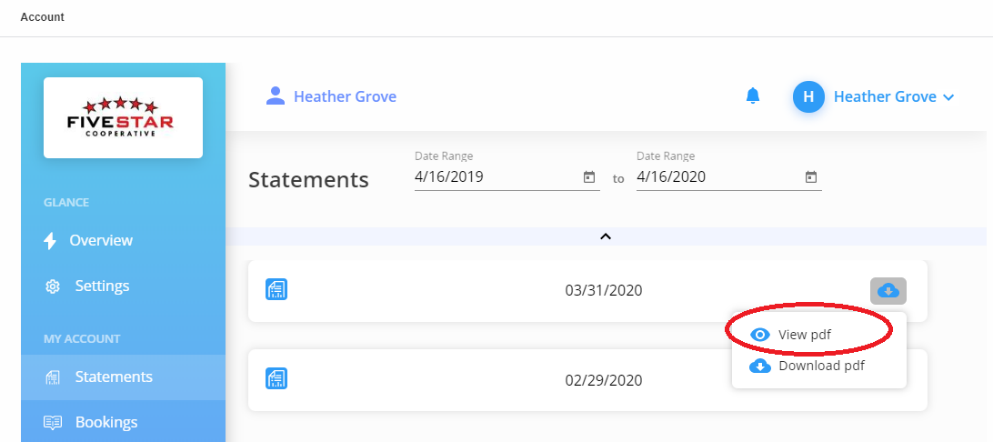 Account
FIVESTAR
COOPERATIVE
GLANCE
Overview
Settings
MY ACCOUNT
Statements
Bookings
Heather Grove
H Heather Grove
Statements
Date Range Date Range
4/16/2019 to 4/16/2020
03/31/2020
View pdf
Download pdf
02/29/2020